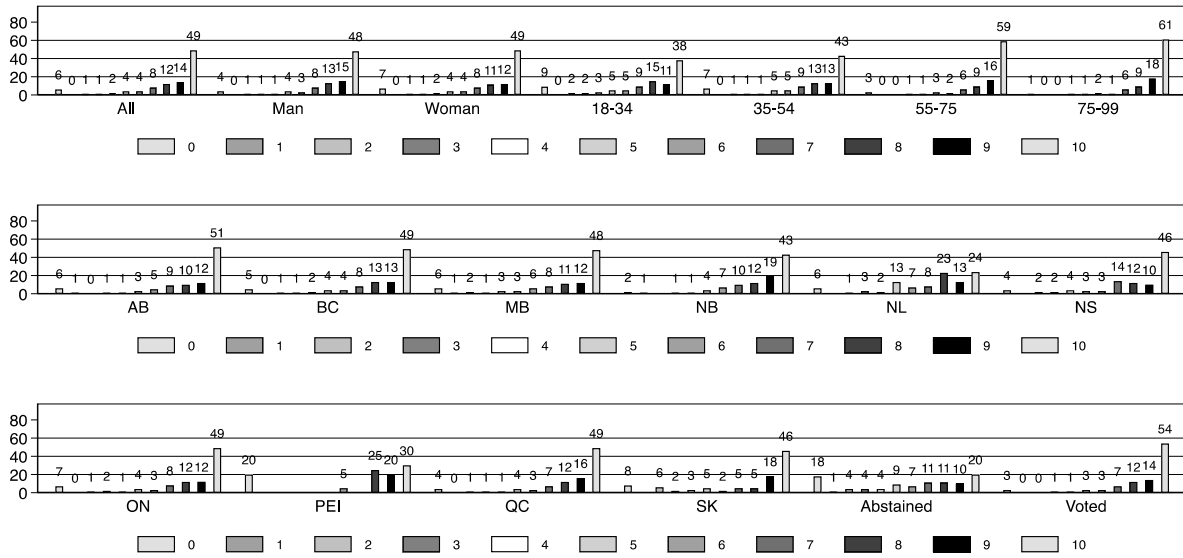 80
60
40
20
0
6 0 1 1 2 4 4 8 12 14 49
4 0 1 1 1 4 3 8 13 15 48
7 0 1 1 2 4 4 8 11 12 49
9 0 2 2 3 5 5 9 15 11 38
7 0 1 1 1 5 5 9 13 13 43
3 0 0 1 1 3 2 6 9 16 59
1 0 0 1 1 2 1 6 9 18 61
All Man Woman 18-34 35-54 55-75 75-99
0 1 2 3 4 5 6 7 8 9 10
80
60
40
20
0
6 1 0 1 1 3 5 9 10 12 51
5 0 1 1 2 4 4 8 13 13 49
6 1 2 1 3 3 6 8 11 12 48
2 1 1 1 4 7 10 12 19 43
6 1 3 2 13 7 8 23 13 24
4 2 2 4 3 3 14 12 10 46
AB BC MB NB NL NS
0 1 2 3 4 5 6 7 8 9 10
80
60
40
20
0
7 0 1 2 1 4 3 8 12 12 49
20 5 25 20 30
4 0 1 1 1 4 3 7 12 16 49
8 6 2 3 5 2 5 5 18 46
18 1 4 4 4 9 7 11 11 10 20
3 0 0 1 1 3 3 7 12 14 54
ON PEI QC SK Abstained Voted
0 1 2 3 4 5 6 7 8 9 10